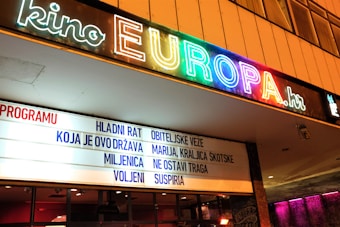 kino EUROPA.hr
PROGRAMU
HLADNI RAT OBITELJSKE VEZE
KOJA JE OVO DRŽAVA MARIJA, KRALJICA ŠKOTSKE
MILJENICA NE OSTAVI TRAGA
VOLJENI SUSPIRIA